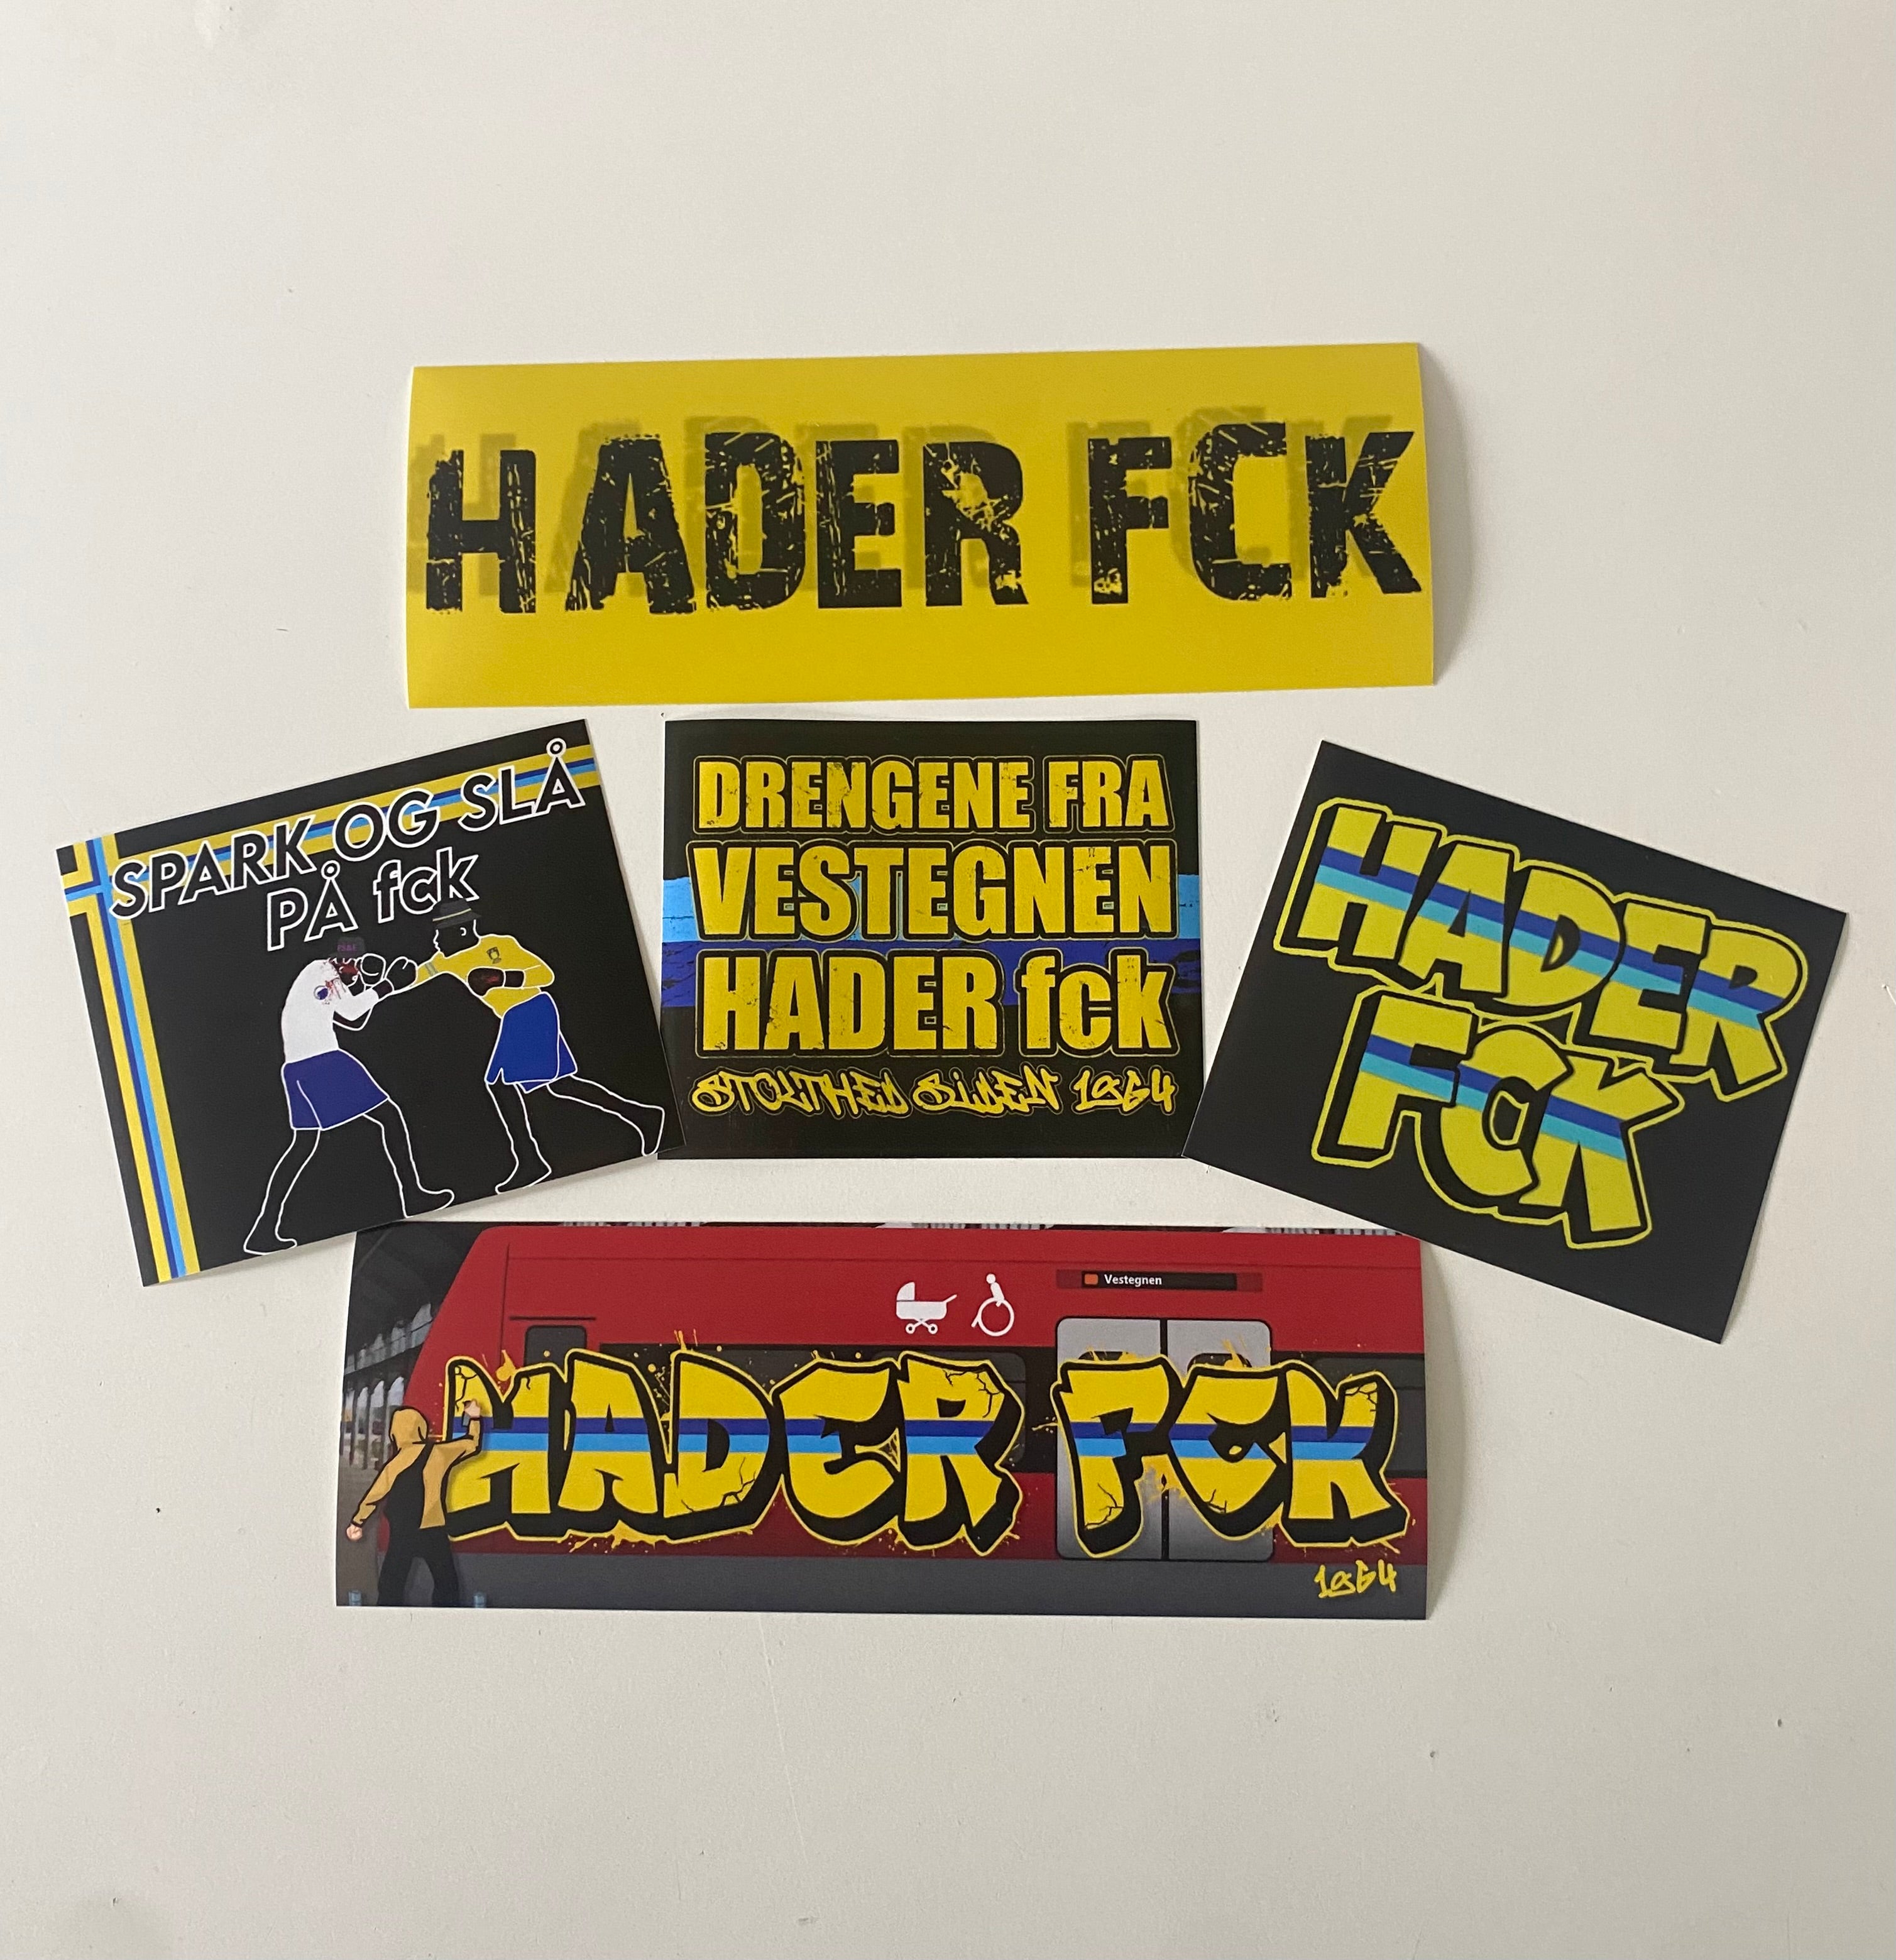 HADER FCK
SPARK OG SLÅ
PÅ fck
DRENGENE FRA
VESTEGNEN
HADER fck
STOLTHED SIDEN 1964
HADER
FCK
Vestegnen
HADER FCK
1964